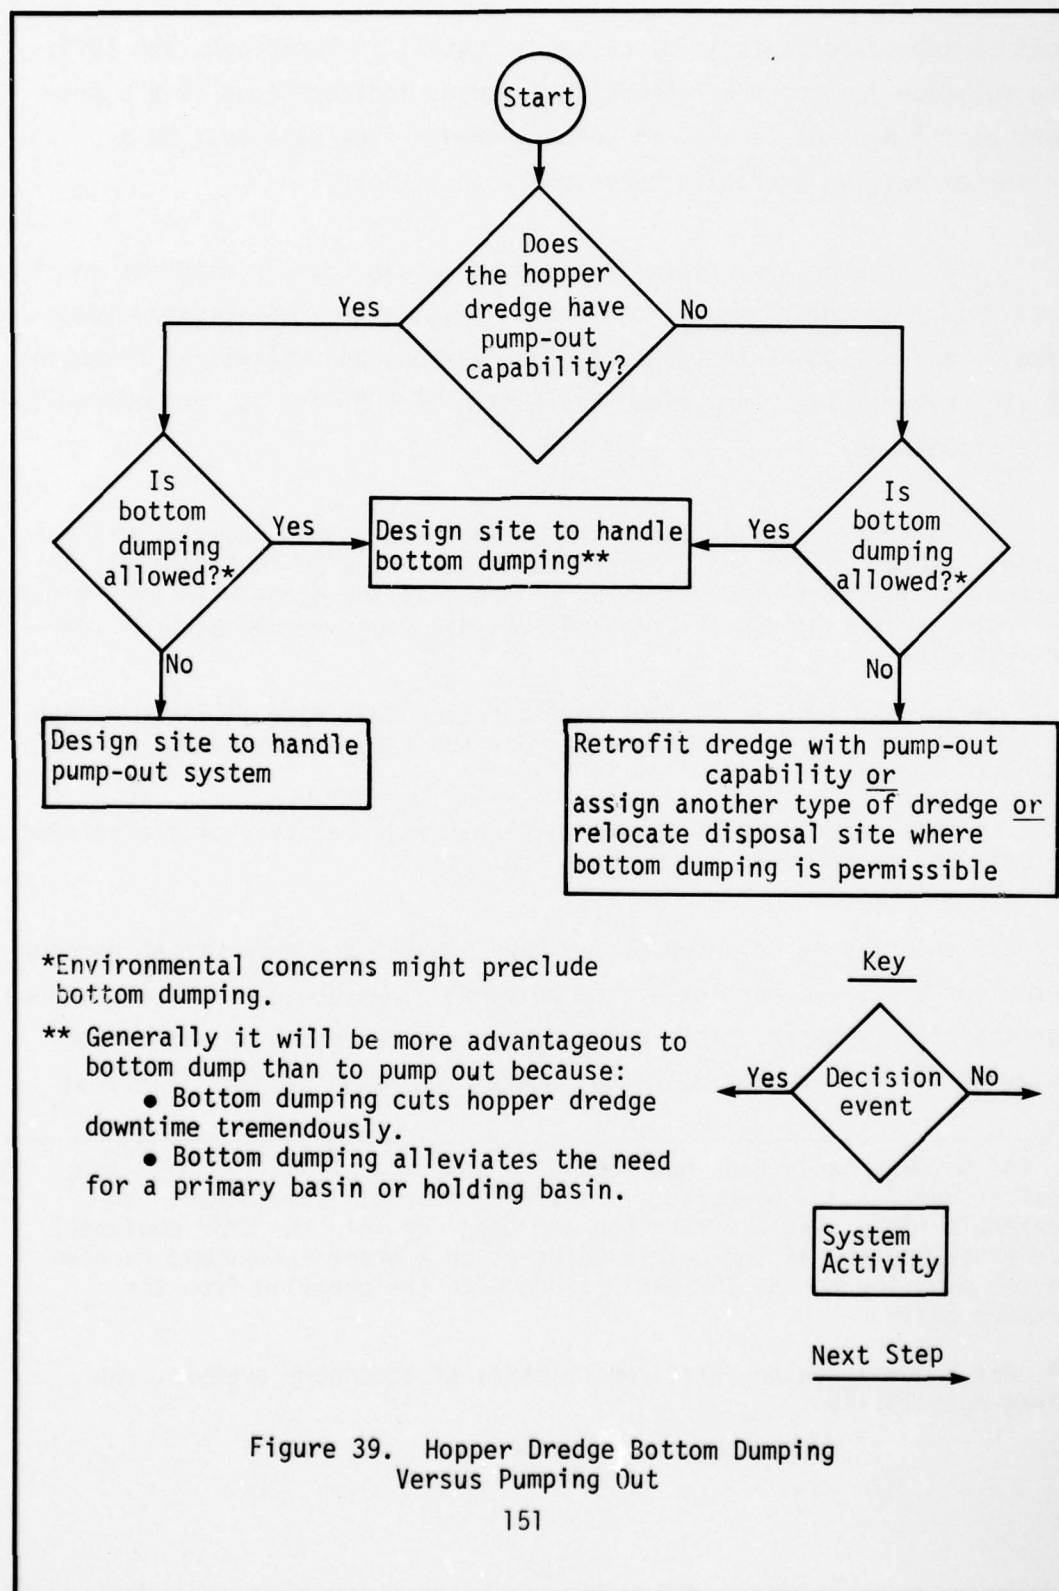 Start
Does
the hopper
dredge have
pump-out
capability?
Yes
No
Is
bottom
dumping
allowed?*
Yes
No
Design site to handle
bottom dumping**
Is
bottom
dumping
allowed?*
Yes
No
Design site to handle
pump-out system
Retrofit dredge with pump-out
capability or
assign another type of dredge or
relocate disposal site where
bottom dumping is permissible
*Environmental concerns might preclude
bottom dumping.
** Generally it will be more advantageous to
bottom dump than to pump out because:
● Bottom dumping cuts hopper dredge
downtime tremendously.
● Bottom dumping alleviates the need
for a primary basin or holding basin.
Key
Yes
Decision
event
No
System
Activity
Next Step
Figure 39. Hopper Dredge Bottom Dumping
Versus Pumping Out
151